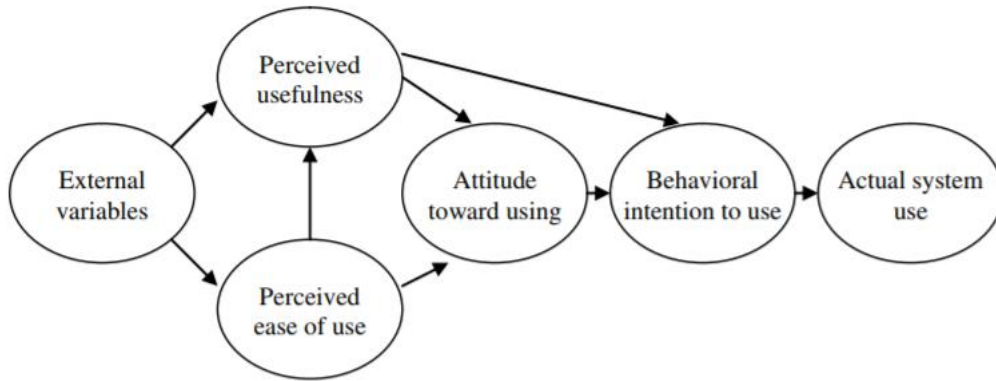 Perceived
usefulness
External
variables
Attitude
toward using
Behavioral
intention to use
Actual system
use
Perceived
ease of use